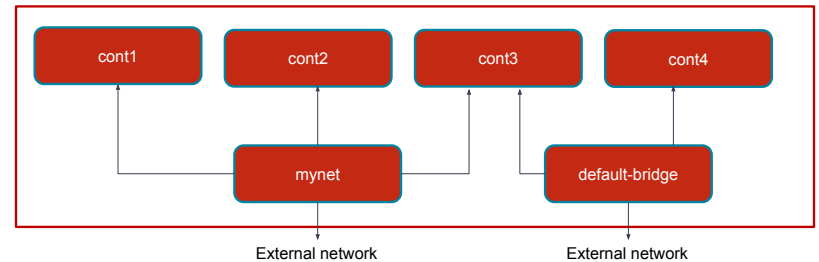 cont1
cont2
cont3
cont4
mynet
default-bridge
External network
External network